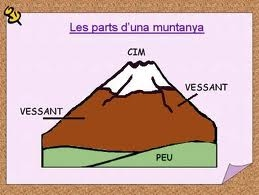 Les parts d'una muntanya
CIM
VESSANT
VESSANT
PEU